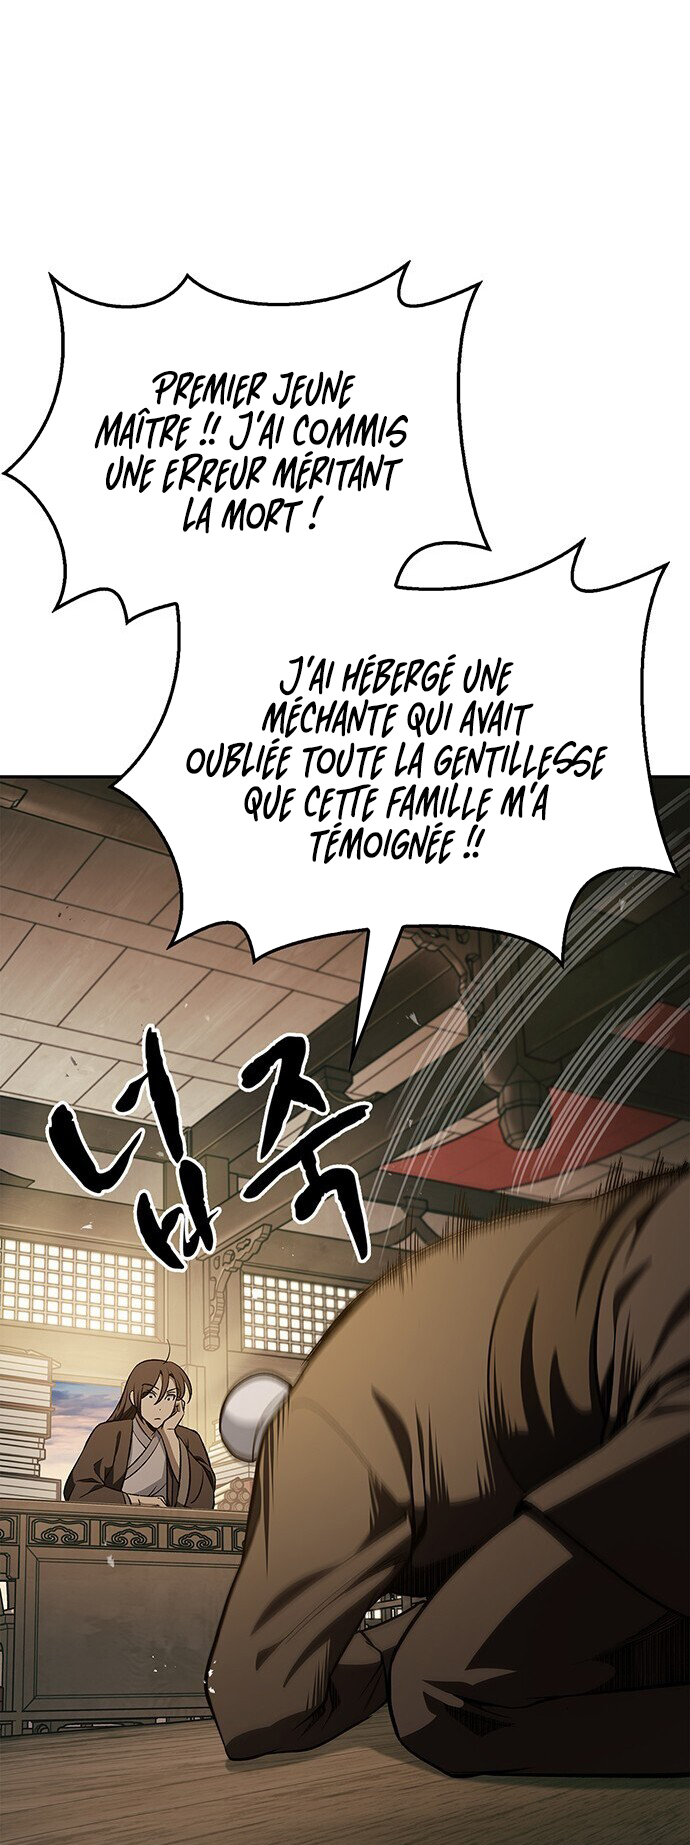 PREMIER JEUNE
MAÎTRE !! J'AI COMMIS
UNE ERREUR MÉRITANT
LA MORT !
J'AI HÉBERGÉ UNE
MÉCHANTE QUI AVAIT
OUBLIÉE TOUTE LA GENTILLESSE
QUE CETTE FAMILLE M'A
TÉMOIGNÉE !!
넙죽